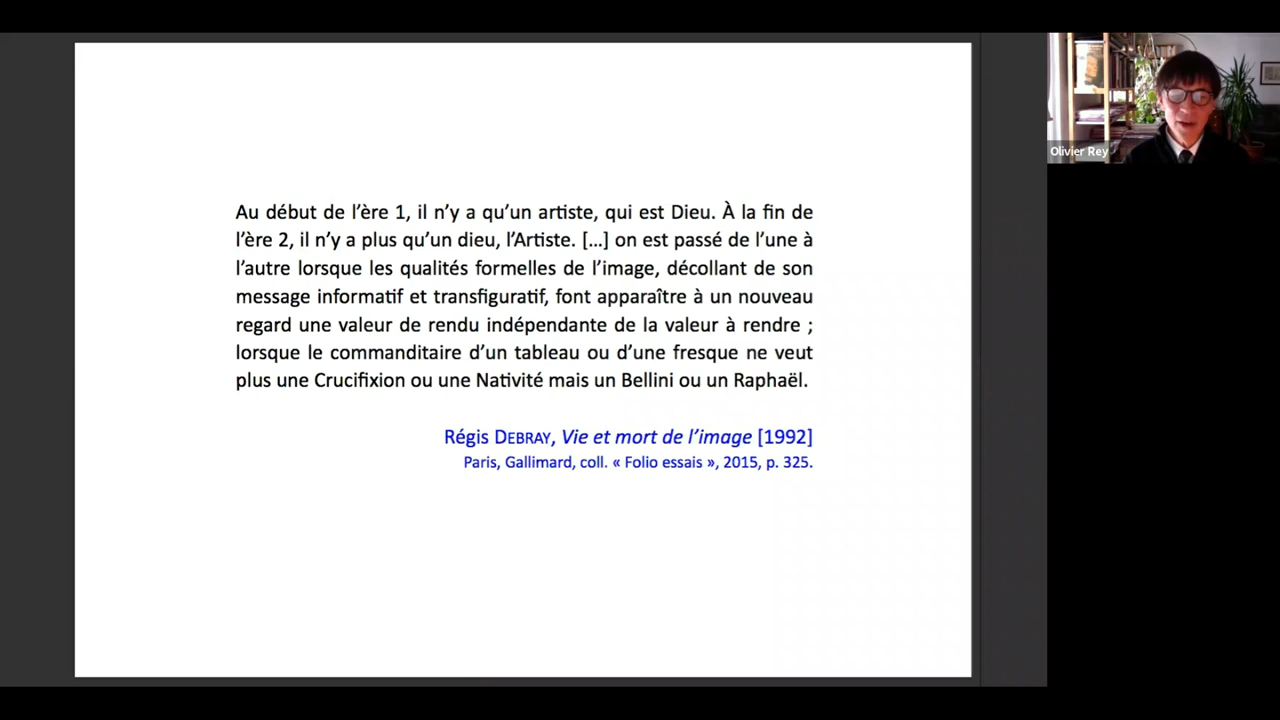 Au début de l’ère 1, il n’y a qu’un artiste, qui est Dieu. À la fin de
l’ère 2, il n’y a plus qu’un dieu, l’Artiste. [...] on est passé de l’une à
l’autre lorsque les qualités formelles de l’image, décollant de son
message informatif et transfiguratif, font apparaître à un nouveau
regard une valeur de rendu indépendante de la valeur à rendre ;
lorsque le commanditaire d’un tableau ou d’une fresque ne veut
plus une Crucifixion ou une Nativité mais un Bellini ou un Raphaël.
Régis DEBRAY, Vie et mort de l’image [1992]
Paris, Gallimard, coll. « Folio essais », 2015, p. 325.
Olivier Rey